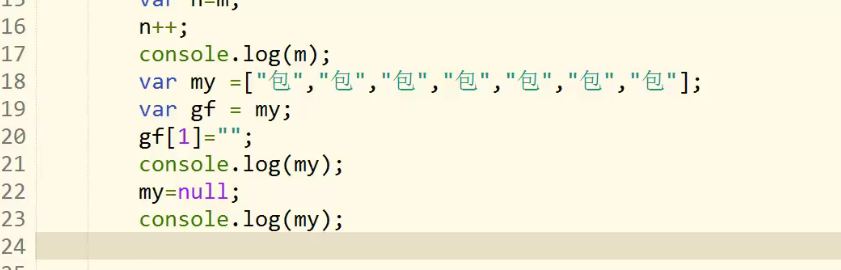 15 var n=m;
16 n++;
17 console.log(m);
18 var my =["包","包","包","包","包","包","包"];
19 var gf = my;
20 gf[1]="";
21 console.log(my);
22 my=null;
23 console.log(my);
24